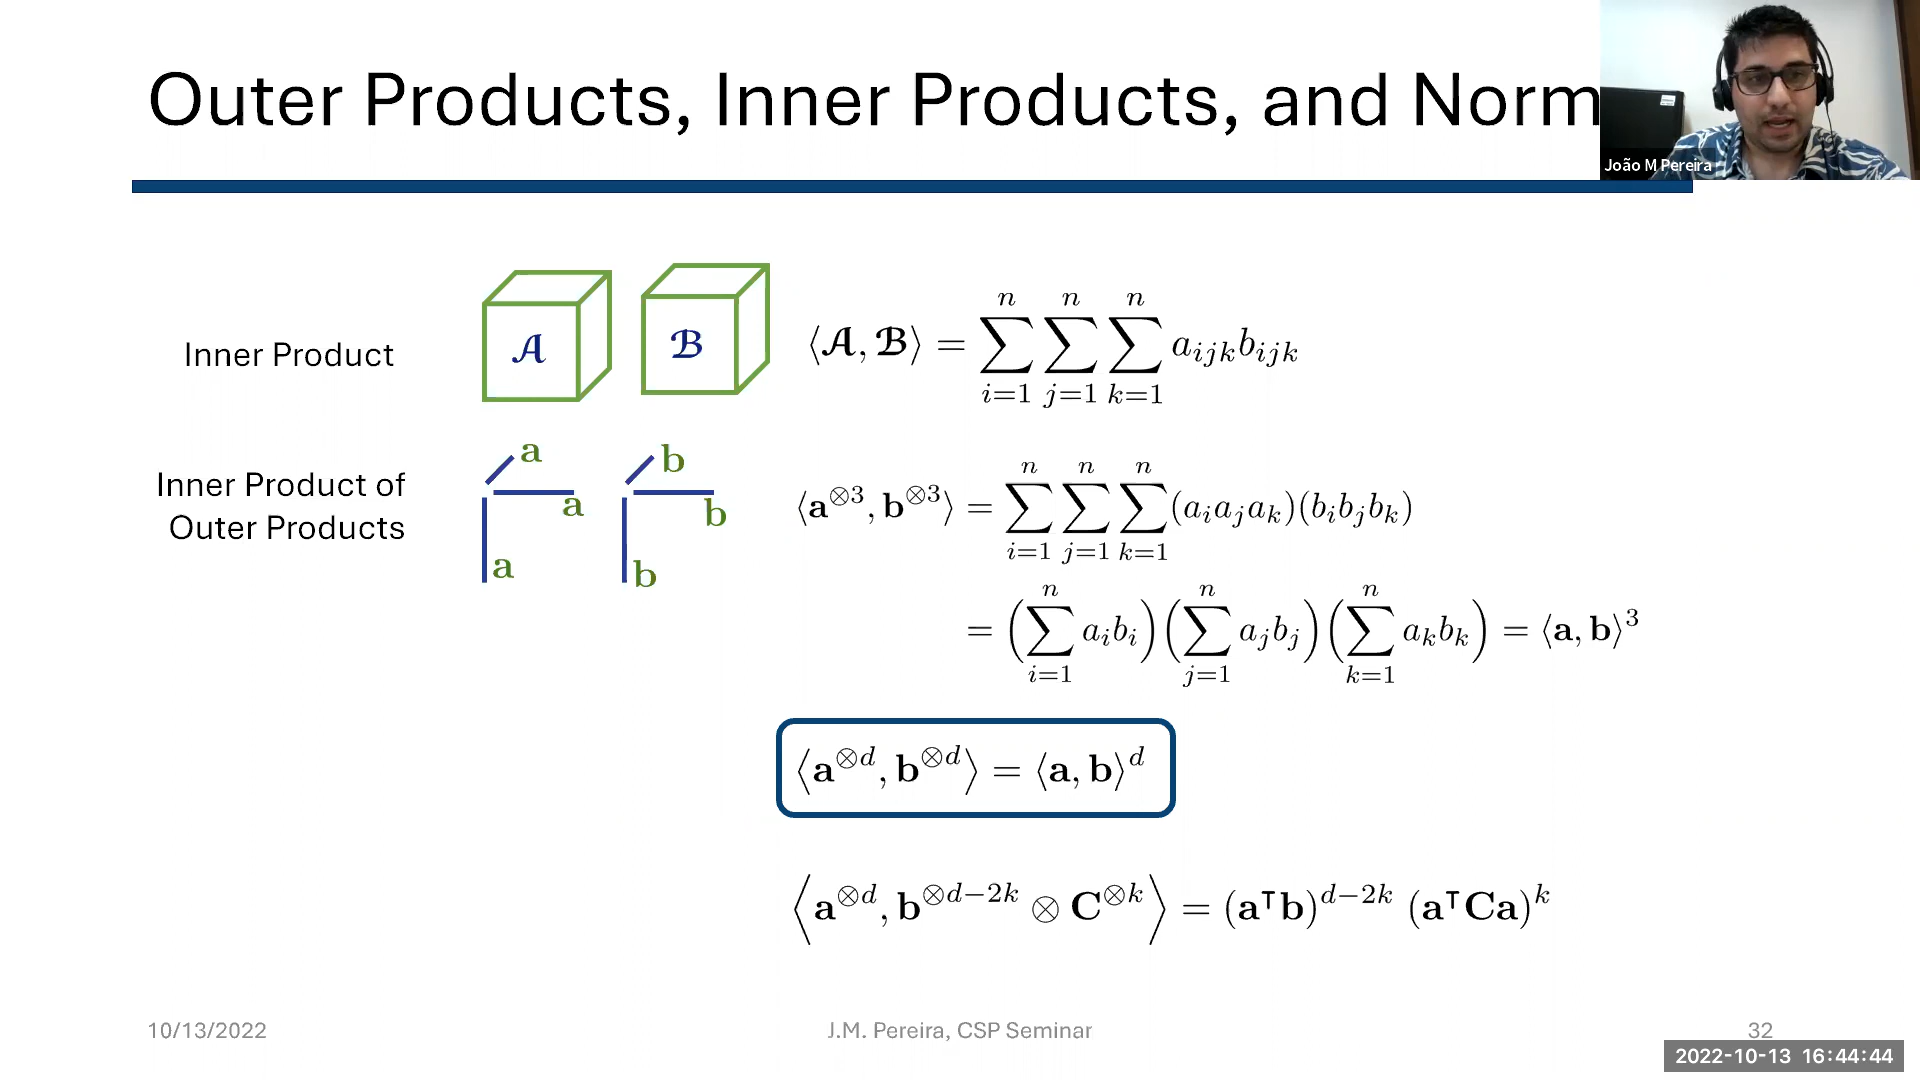 Outer Products, Inner Products, and Norm
João M Pereira
Inner Product
𝓐 𝓑
⟨𝓐, 𝓑⟩ = ∑_{i=1}^{n} ∑_{j=1}^{n} ∑_{k=1}^{n} a_{ijk} b_{ijk}
Inner Product of
Outer Products
a a a
b b b
⟨a^{⊗3}, b^{⊗3}⟩ = ∑_{i=1}^{n} ∑_{j=1}^{n} ∑_{k=1}^{n} (a_i a_j a_k)(b_i b_j b_k)
= (∑_{i=1}^{n} a_i b_i)(∑_{j=1}^{n} a_j b_j)(∑_{k=1}^{n} a_k b_k) = ⟨a, b⟩^3
⟨a^{⊗d}, b^{⊗d}⟩ = ⟨a, b⟩^d
⟨a^{⊗d}, b^{⊗d−2k} ⊗ C^{⊗k}⟩ = (a^⊤b)^{d−2k} (a^⊤Ca)^k
10/13/2022
J.M. Pereira, CSP Seminar
32
2022-10-13 16:44:44